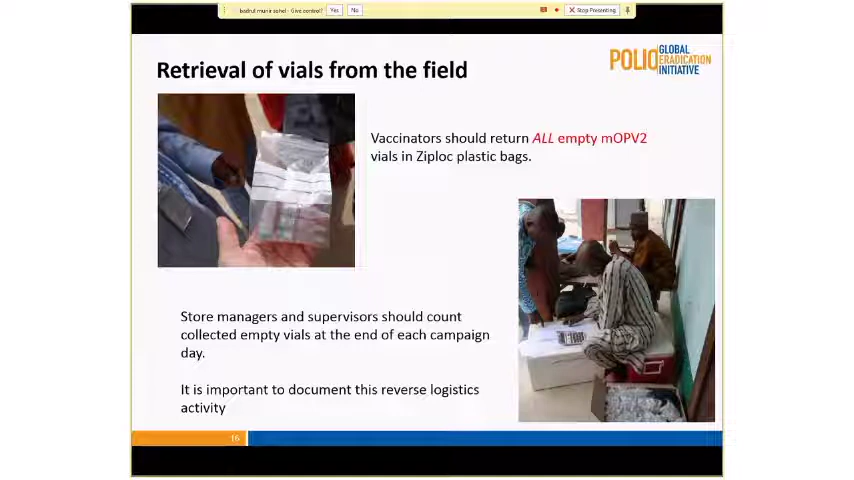 badrul munir sohel - Give control?
Yes
No
Stop Presenting
Retrieval of vials from the field
POLIO GLOBAL
ERADICATION
INITIATIVE
Vaccinators should return ALL empty mOPV2
vials in Ziploc plastic bags.
Store managers and supervisors should count
collected empty vials at the end of each campaign
day.
It is important to document this reverse logistics
activity
16